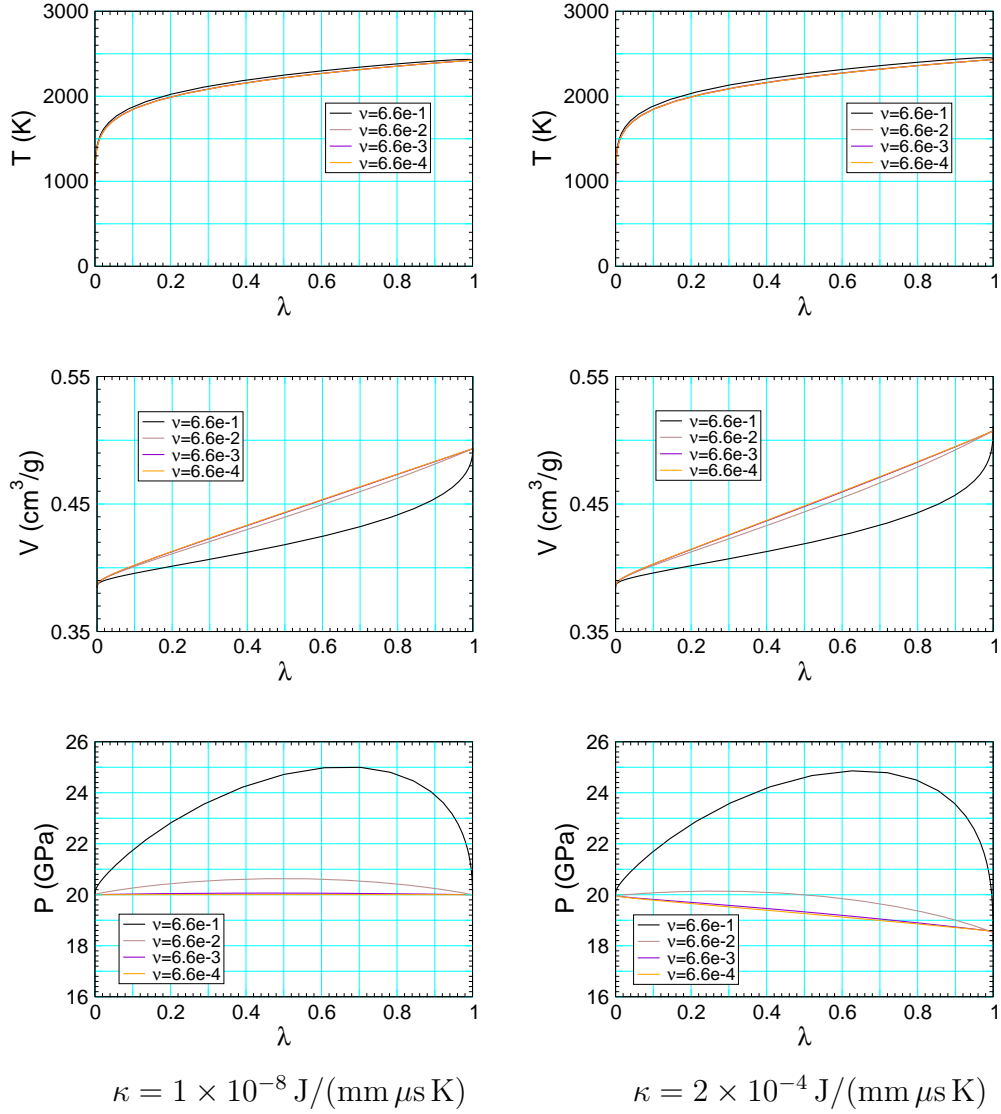 3000
2000
1000
0
T (K)
0 0.2 0.4 0.6 0.8 1
λ
ν=6.6e-1
ν=6.6e-2
ν=6.6e-3
ν=6.6e-4
3000
2000
1000
0
T (K)
0 0.2 0.4 0.6 0.8 1
λ
ν=6.6e-1
ν=6.6e-2
ν=6.6e-3
ν=6.6e-4
0.55
0.45
0.35
V (cm³/g)
0 0.2 0.4 0.6 0.8 1
λ
ν=6.6e-1
ν=6.6e-2
ν=6.6e-3
ν=6.6e-4
0.55
0.45
0.35
V (cm³/g)
0 0.2 0.4 0.6 0.8 1
λ
ν=6.6e-1
ν=6.6e-2
ν=6.6e-3
ν=6.6e-4
26
24
22
20
18
16
P (GPa)
0 0.2 0.4 0.6 0.8 1
λ
ν=6.6e-1
ν=6.6e-2
ν=6.6e-3
ν=6.6e-4
26
24
22
20
18
16
P (GPa)
0 0.2 0.4 0.6 0.8 1
λ
ν=6.6e-1
ν=6.6e-2
ν=6.6e-3
ν=6.6e-4
κ = 1 × 10⁻⁸ J/(mm μs K)
κ = 2 × 10⁻⁴ J/(mm μs K)